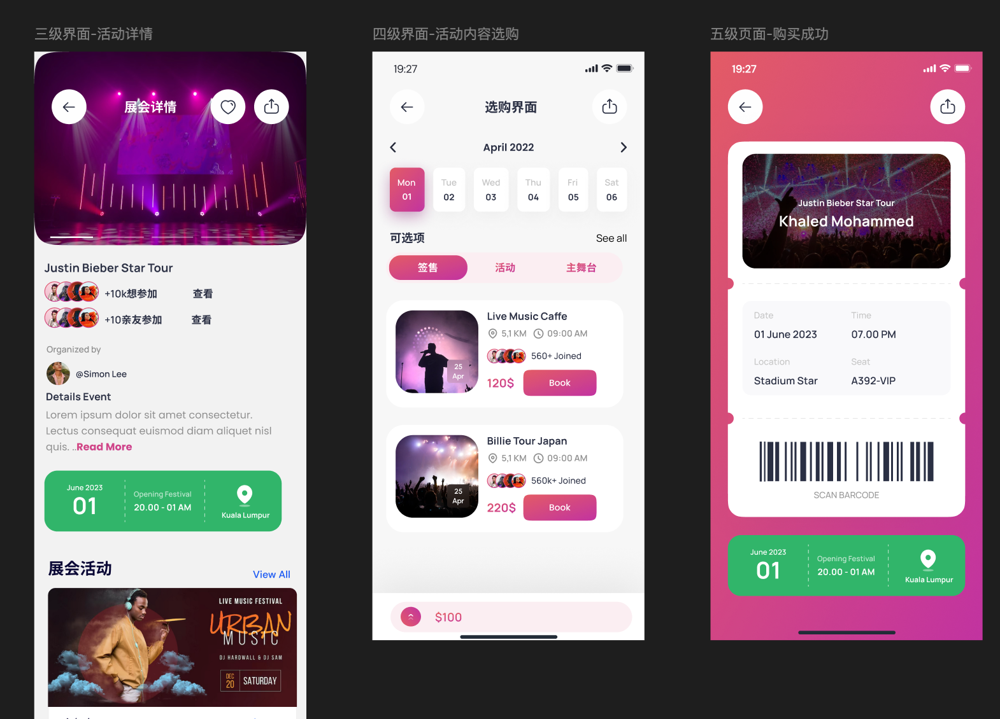 三级界面-活动详情
展会详情
Justin Bieber Star Tour
+10k想参加 查看
+10亲友参加 查看
Organized by
@Simon Lee
Details Event
Lorem ipsum dolor sit amet consectetur.
Lectus consequat euismod diam aliquet nisl
quis. ..Read More
June 2023
01
Opening Festival
20.00 - 01 AM
Kuala Lumpur
展会活动
View All
LIVE MUSIC FESTIVAL
URBAN
MUSIC
DJ HARDWALL & DJ SAM
DEC
20
SATURDAY
四级界面-活动内容选购
19:27
选购界面
April 2022
Mon Tue Wed Thu Fri Sat
01 02 03 04 05 06
可选项 See all
签售 活动 主舞台
Live Music Caffe
5,1 KM 09:00 AM
560+ Joined
25
Apr
120$ Book
Billie Tour Japan
5,1 KM 09:00 AM
560k+ Joined
25
Apr
220$ Book
$100
五级页面-购买成功
19:27
Justin Bieber Star Tour
Khaled Mohammed
Date Time
01 June 2023 07.00 PM
Location Seat
Stadium Star A392-VIP
SCAN BARCODE
June 2023
01
Opening Festival
20.00 - 01 AM
Kuala Lumpur